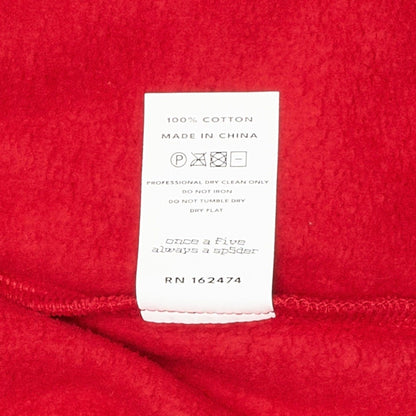 100% COTTON
MADE IN CHINA
P
PROFESSIONAL DRY CLEAN ONLY
DO NOT IRON
DO NOT TUMBLE DRY
DRY FLAT
once a five
always a sp5der
RN 162474